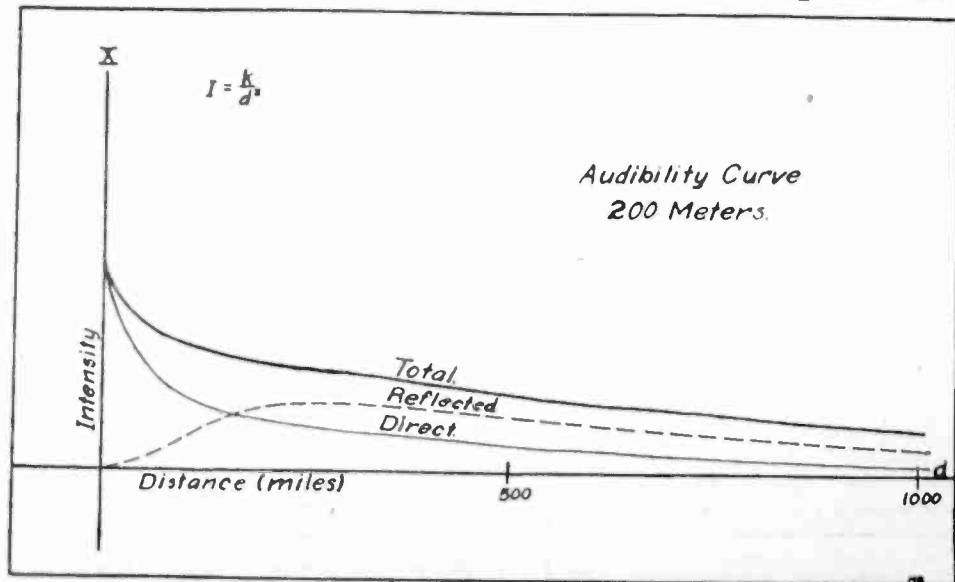 X
I = k/d²
Audibility Curve
200 Meters.
Intensity
Total.
Reflected
Direct.
Distance (miles)
500
1000
d